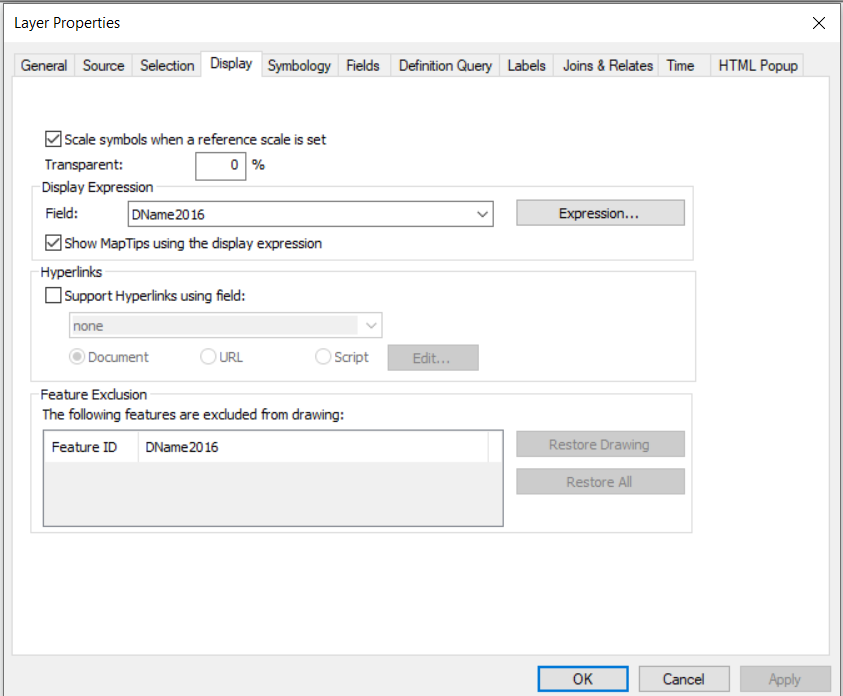 Layer Properties
General Source Selection Display Symbology Fields Definition Query Labels Joins & Relates Time HTML Popup
Scale symbols when a reference scale is set
Transparent: 0 %
Display Expression
Field: DName2016 Expression...
Show MapTips using the display expression
Hyperlinks
Support Hyperlinks using field:
none
Document URL Script Edit...
Feature Exclusion
The following features are excluded from drawing:
Feature ID DName2016 Restore Drawing
Restore All
OK Cancel Apply